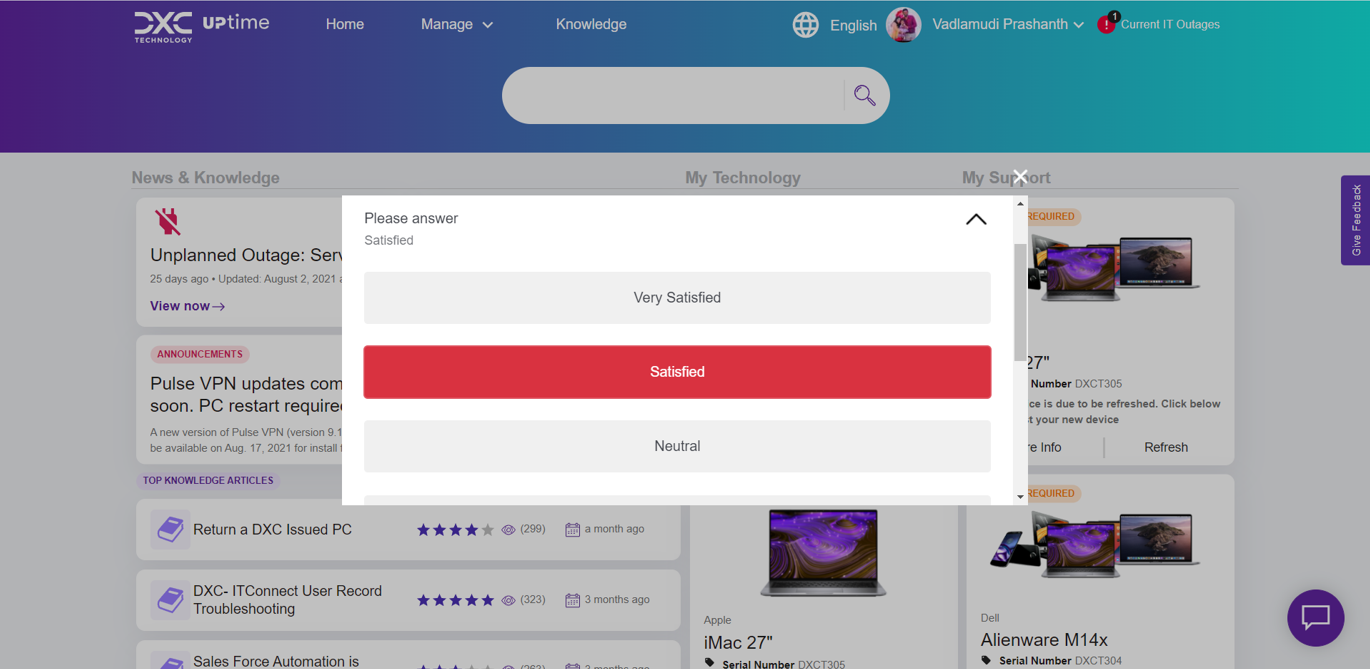 DXC TECHNOLOGY UPtime
Home
Manage
Knowledge
English
Vadlamudi Prashanth
1
Current IT Outages
Give Feedback
News & Knowledge
My Technology
My Support
Unplanned Outage: Serv
25 days ago • Updated: August 2, 2021
View now
ANNOUNCEMENTS
Pulse VPN updates com
soon. PC restart require
A new version of Pulse VPN (version 9.1
be available on Aug. 17, 2021 for install
TOP KNOWLEDGE ARTICLES
Return a DXC Issued PC
(299)
a month ago
DXC- ITConnect User Record
Troubleshooting
(323)
3 months ago
Sales Force Automation is
(263)
3 months ago
Please answer
Satisfied
Very Satisfied
Satisfied
Neutral
Apple
iMac 27"
Serial Number DXCT305
REQUIRED
27"
Number DXCT305
ce is due to be refreshed. Click below
t your new device
re Info
Refresh
REQUIRED
Dell
Alienware M14x
Serial Number DXCT304